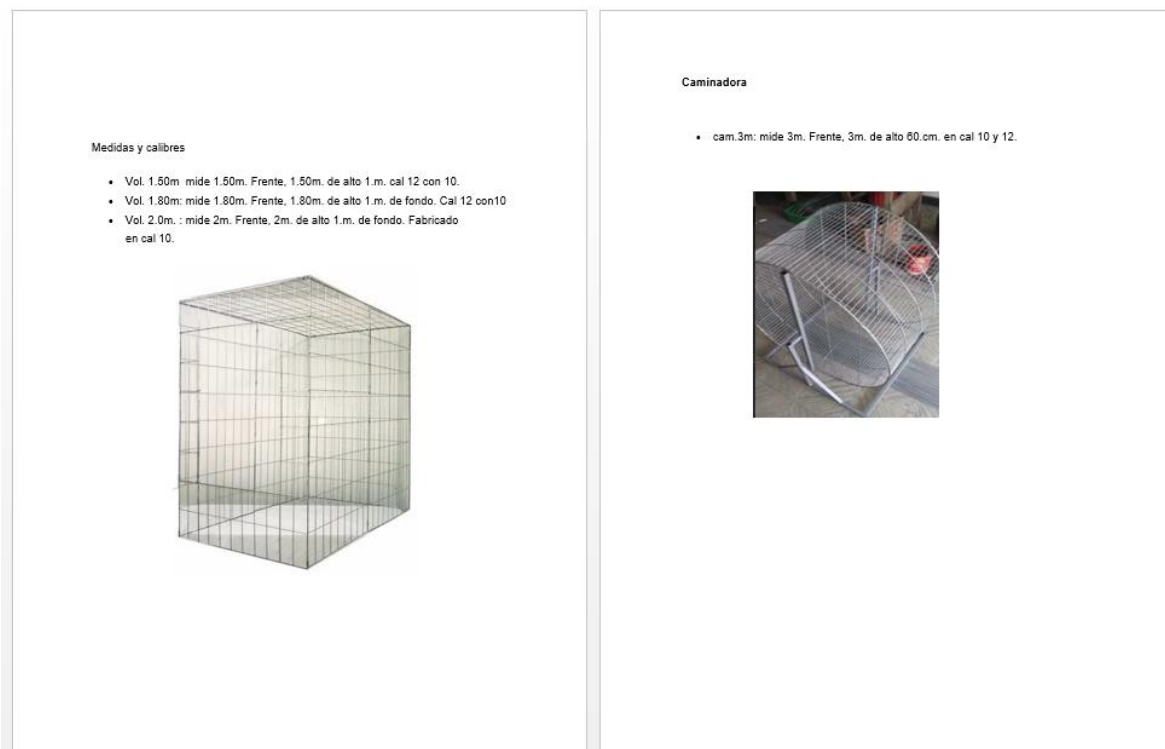 Medidas y calibres
• Vol. 1.50m  mide 1.50m. Frente, 1.50m. de alto 1.m. cal 12 con 10.
• Vol. 1.80m: mide 1.80m. Frente, 1.80m. de alto 1.m. de fondo. Cal 12 con10
• Vol. 2.0m. : mide 2m. Frente, 2m. de alto 1.m. de fondo. Fabricado
en cal 10.
Caminadora
• cam.3m: mide 3m. Frente, 3m. de alto 60.cm. en cal 10 y 12.